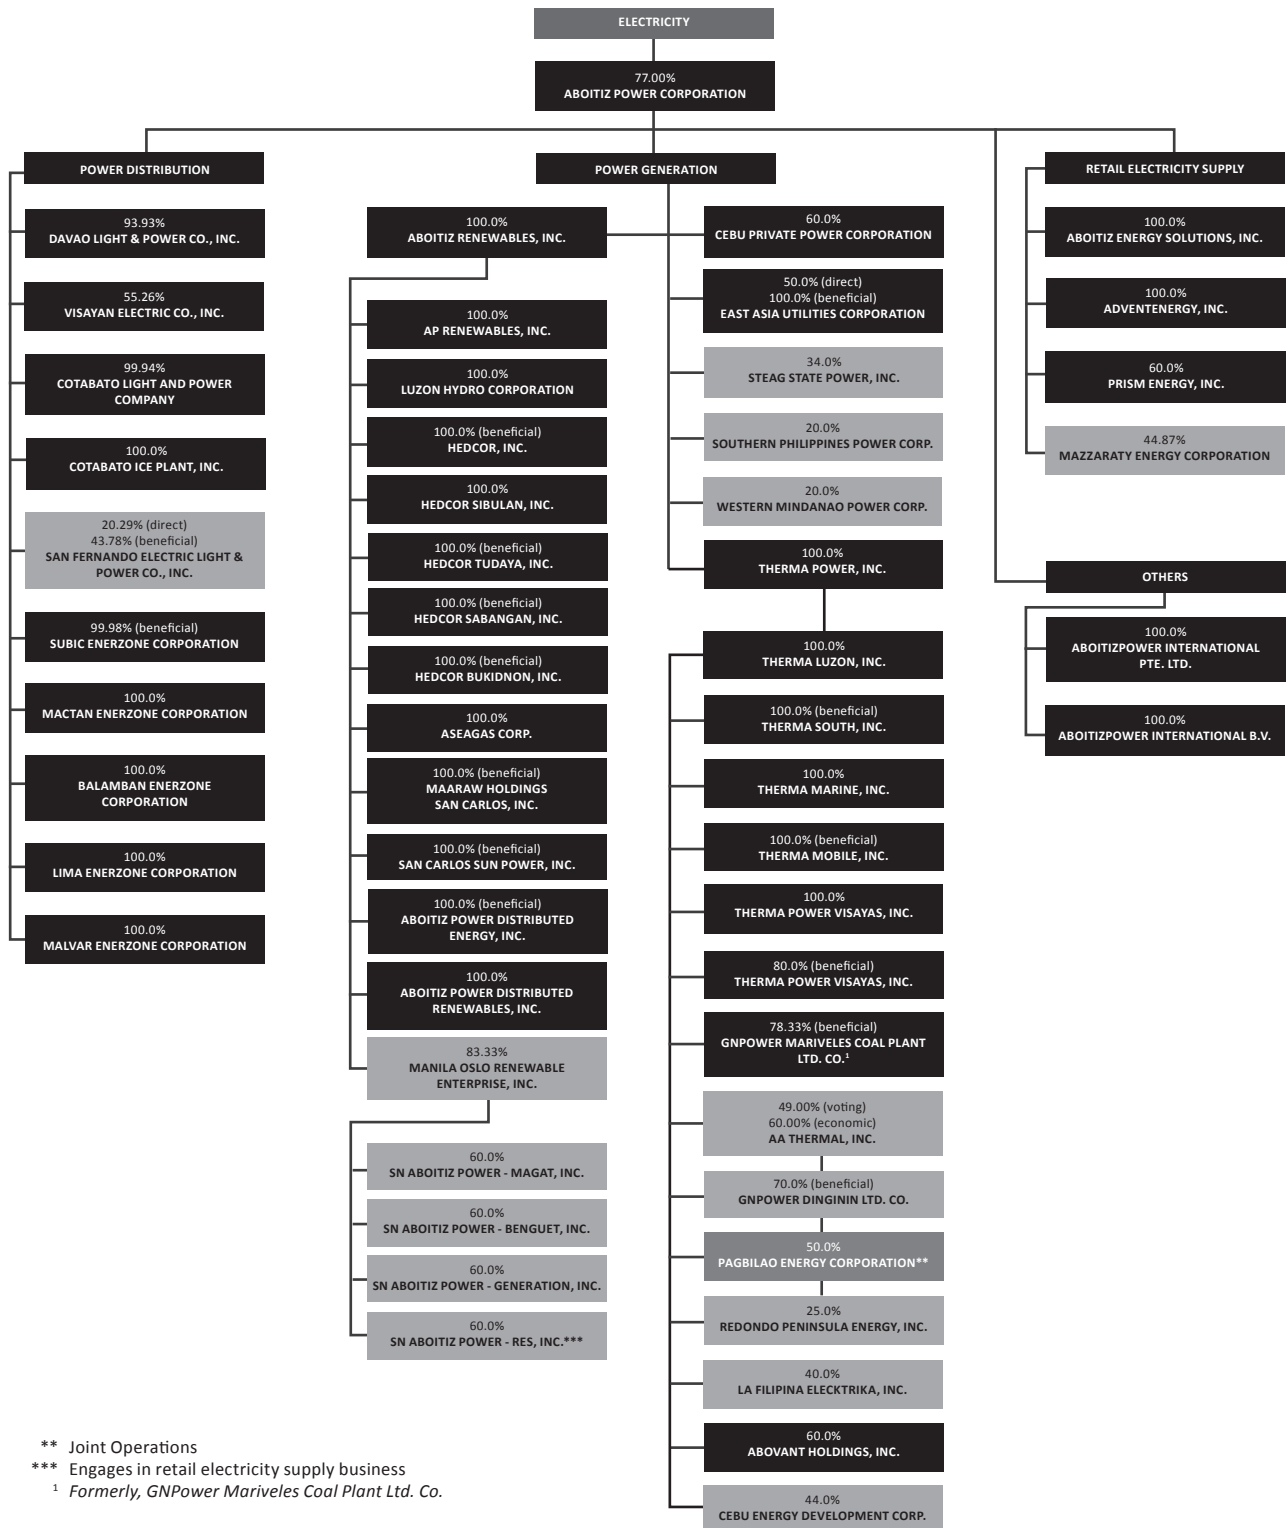 ELECTRICITY
77.00%
ABOITIZ POWER CORPORATION
POWER DISTRIBUTION
93.93%
DAVAO LIGHT & POWER CO., INC.
55.26%
VISAYAN ELECTRIC CO., INC.
99.94%
COTABATO LIGHT AND POWER
COMPANY
100.0%
COTABATO ICE PLANT, INC.
20.29% (direct)
43.78% (beneficial)
SAN FERNANDO ELECTRIC LIGHT &
POWER CO., INC.
99.98% (beneficial)
SUBIC ENERZONE CORPORATION
100.0%
MACTAN ENERZONE CORPORATION
100.0%
BALAMBAN ENERZONE
CORPORATION
100.0%
LIMA ENERZONE CORPORATION
100.0%
MALVAR ENERZONE CORPORATION
POWER GENERATION
100.0%
ABOITIZ RENEWABLES, INC.
100.0%
AP RENEWABLES, INC.
100.0%
LUZON HYDRO CORPORATION
100.0% (beneficial)
HEDCOR, INC.
100.0%
HEDCOR SIBULAN, INC.
100.0% (beneficial)
HEDCOR TUDAYA, INC.
100.0% (beneficial)
HEDCOR SABANGAN, INC.
100.0% (beneficial)
HEDCOR BUKIDNON, INC.
100.0%
ASEAGAS CORP.
100.0% (beneficial)
MAARAW HOLDINGS
SAN CARLOS, INC.
100.0% (beneficial)
SAN CARLOS SUN POWER, INC.
100.0% (beneficial)
ABOITIZ POWER DISTRIBUTED
ENERGY, INC.
100.0%
ABOITIZ POWER DISTRIBUTED
RENEWABLES, INC.
83.33%
MANILA OSLO RENEWABLE
ENTERPRISE, INC.
60.0%
SN ABOITIZ POWER - MAGAT, INC.
60.0%
SN ABOITIZ POWER - BENGUET, INC.
60.0%
SN ABOITIZ POWER - GENERATION, INC.
60.0%
SN ABOITIZ POWER - RES, INC.***
60.0%
CEBU PRIVATE POWER CORPORATION
50.0% (direct)
100.0% (beneficial)
EAST ASIA UTILITIES CORPORATION
34.0%
STEAG STATE POWER, INC.
20.0%
SOUTHERN PHILIPPINES POWER CORP.
20.0%
WESTERN MINDANAO POWER CORP.
100.0%
THERMA POWER, INC.
100.0%
THERMA LUZON, INC.
100.0% (beneficial)
THERMA SOUTH, INC.
100.0%
THERMA MARINE, INC.
100.0% (beneficial)
THERMA MOBILE, INC.
100.0%
THERMA POWER VISAYAS, INC.
80.0% (beneficial)
THERMA POWER VISAYAS, INC.
78.33% (beneficial)
GNPOWER MARIVELES COAL PLANT
LTD. CO.¹
49.00% (voting)
60.00% (economic)
AA THERMAL, INC.
70.0% (beneficial)
GNPOWER DINGININ LTD. CO.
50.0%
PAGBILAO ENERGY CORPORATION**
25.0%
REDONDO PENINSULA ENERGY, INC.
40.0%
LA FILIPINA ELECKTRIKA, INC.
60.0%
ABOVANT HOLDINGS, INC.
44.0%
CEBU ENERGY DEVELOPMENT CORP.
RETAIL ELECTRICITY SUPPLY
100.0%
ABOITIZ ENERGY SOLUTIONS, INC.
100.0%
ADVENTENERGY, INC.
60.0%
PRISM ENERGY, INC.
44.87%
MAZZARATY ENERGY CORPORATION
OTHERS
100.0%
ABOITIZPOWER INTERNATIONAL
PTE. LTD.
100.0%
ABOITIZPOWER INTERNATIONAL B.V.
** Joint Operations
*** Engages in retail electricity supply business
¹ Formerly, GNPower Mariveles Coal Plant Ltd. Co.